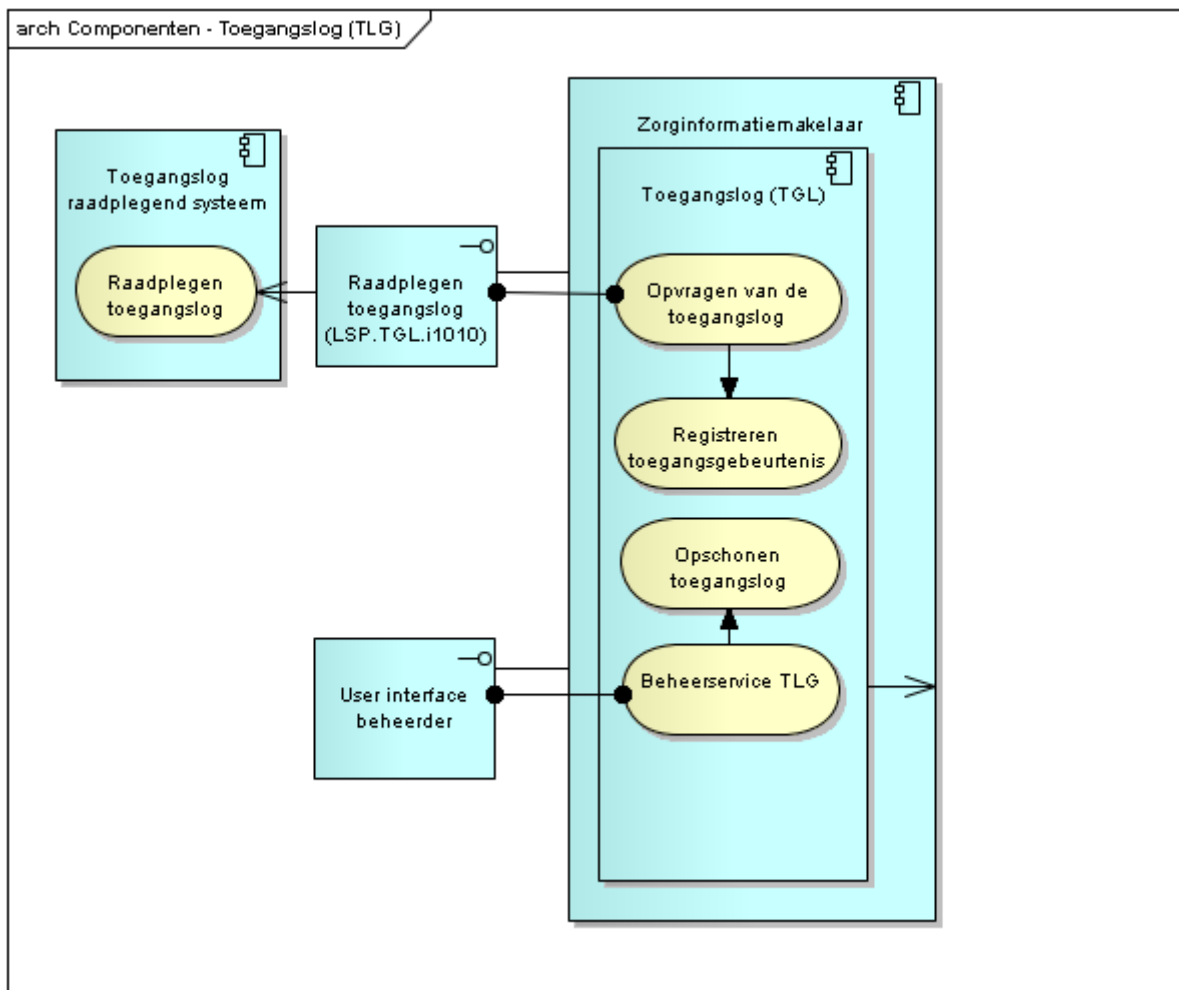 arch Componenten - Toegangslog (TLG)
Zorginformatiemakelaar
Toegangslog
raadplegend systeem
Toegangslog (TGL)
Raadplegen
toegangslog
Raadplegen
toegangslog
(LSP.TGL.i1010)
Opvragen van de
toegangslog
Registreren
toegangsgebeurtenis
Opschonen
toegangslog
User interface
beheerder
Beheerservice TLG